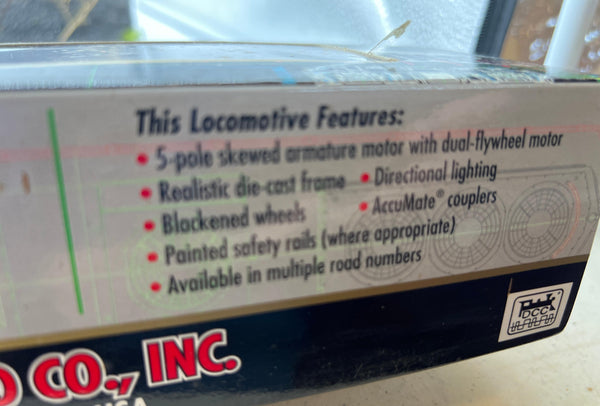 This Locomotive Features:
• 5-pole skewed armature motor with dual-flywheel motor
• Realistic die-cast frame • Directional lighting
• Blackened wheels • AccuMate® couplers
• Painted safety rails (where appropriate)
• Available in multiple road numbers
DCC
CO., INC.